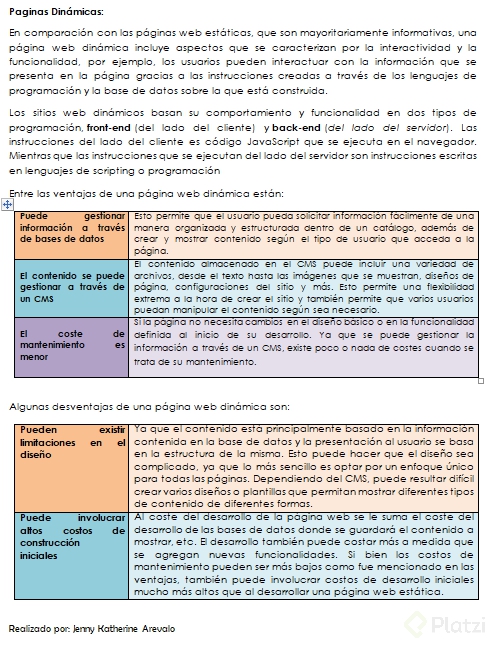 Paginas Dinámicas:
En comparación con las páginas web estáticas, que son mayoritariamente informativas, una
página web dinámica incluye aspectos que se caracterizan por la interactividad y la
funcionalidad, por ejemplo, los usuarios pueden interactuar con la información que se
presenta en la página gracias a las instrucciones creadas a través de los lenguajes de
programación y la base de datos sobre la que está construida.
Los sitios web dinámicos basan su comportamiento y funcionalidad en dos tipos de
programación, front-end (del lado del cliente) y back-end (del lado del servidor). Las
instrucciones del lado del cliente es código JavaScript que se ejecuta en el navegador.
Mientras que las instrucciones que se ejecutan del lado del servidor son instrucciones escritas
en lenguajes de scripting o programación
Entre las ventajas de una página web dinámica están:
Puede gestionar
información a través
de bases de datos
Esto permite que el usuario pueda solicitar información fácilmente de una
manera organizada y estructurada dentro de un catálogo, además de
crear y mostrar contenido según el tipo de usuario que acceda a la
página.
El contenido se puede
gestionar a través de
un CMS
El contenido almacenado en el CMS puede incluir una variedad de
archivos, desde el texto hasta las imágenes que se muestran, diseños de
página, configuraciones del sitio y más. Esto permite una flexibilidad
extrema a la hora de crear el sitio y también permite que varios usuarios
puedan manipular el contenido según sea necesario.
El coste de
mantenimiento es
menor
Si la página no necesita cambios en el diseño básico o en la funcionalidad
definida al inicio de su desarrollo. Ya que se puede gestionar la
información a través de un CMS, existe poco o nada de costes cuando se
trata de su mantenimiento.
Algunas desventajas de una página web dinámica son:
Pueden existir
limitaciones en el
diseño
Ya que el contenido está principalmente basado en la información
contenida en la base de datos y la presentación al usuario se basa
en la estructura de la misma. Esto puede hacer que el diseño sea
complicado, ya que lo más sencillo es optar por un enfoque único
para todas las páginas. Dependiendo del CMS, puede resultar difícil
crear varios diseños o plantillas que permitan mostrar diferentes tipos
de contenido de diferentes formas.
Puede involucrar
altos costos de
construcción
iniciales
Al coste del desarrollo de la página web se le suma el coste del
desarrollo de las bases de datos donde se guardará el contenido a
mostrar, etc. El desarrollo también puede costar más a medida que
se agregan nuevas funcionalidades. Si bien los costos de
mantenimiento pueden ser más bajos como fue mencionado en las
ventajas, también puede involucrar costos de desarrollo iniciales
mucho más altos que al desarrollar una página web estática.
Realizado por: Jenny Katherine Arevalo
Platzi